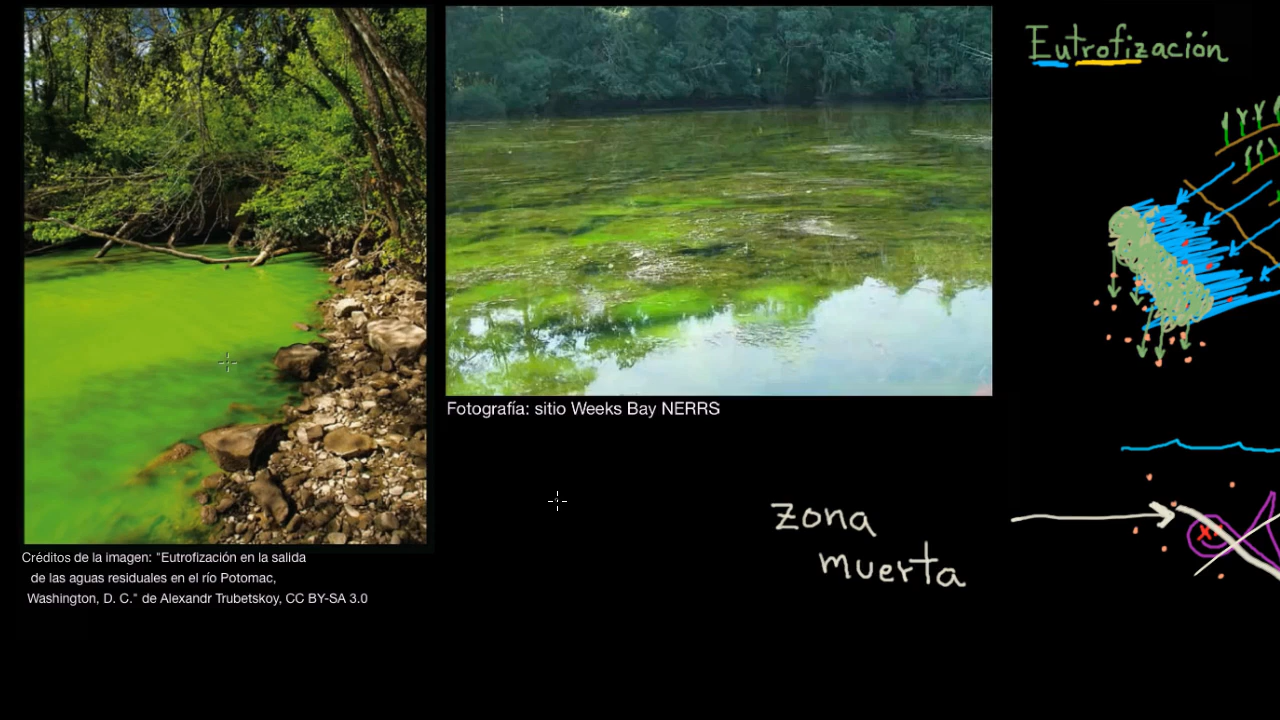 Eutrofización
Fotografía: sitio Weeks Bay NERRS
zona
muerta
Créditos de la imagen: "Eutrofización en la salida
de las aguas residuales en el río Potomac,
Washington, D. C." de Alexandr Trubetskoy, CC BY-SA 3.0